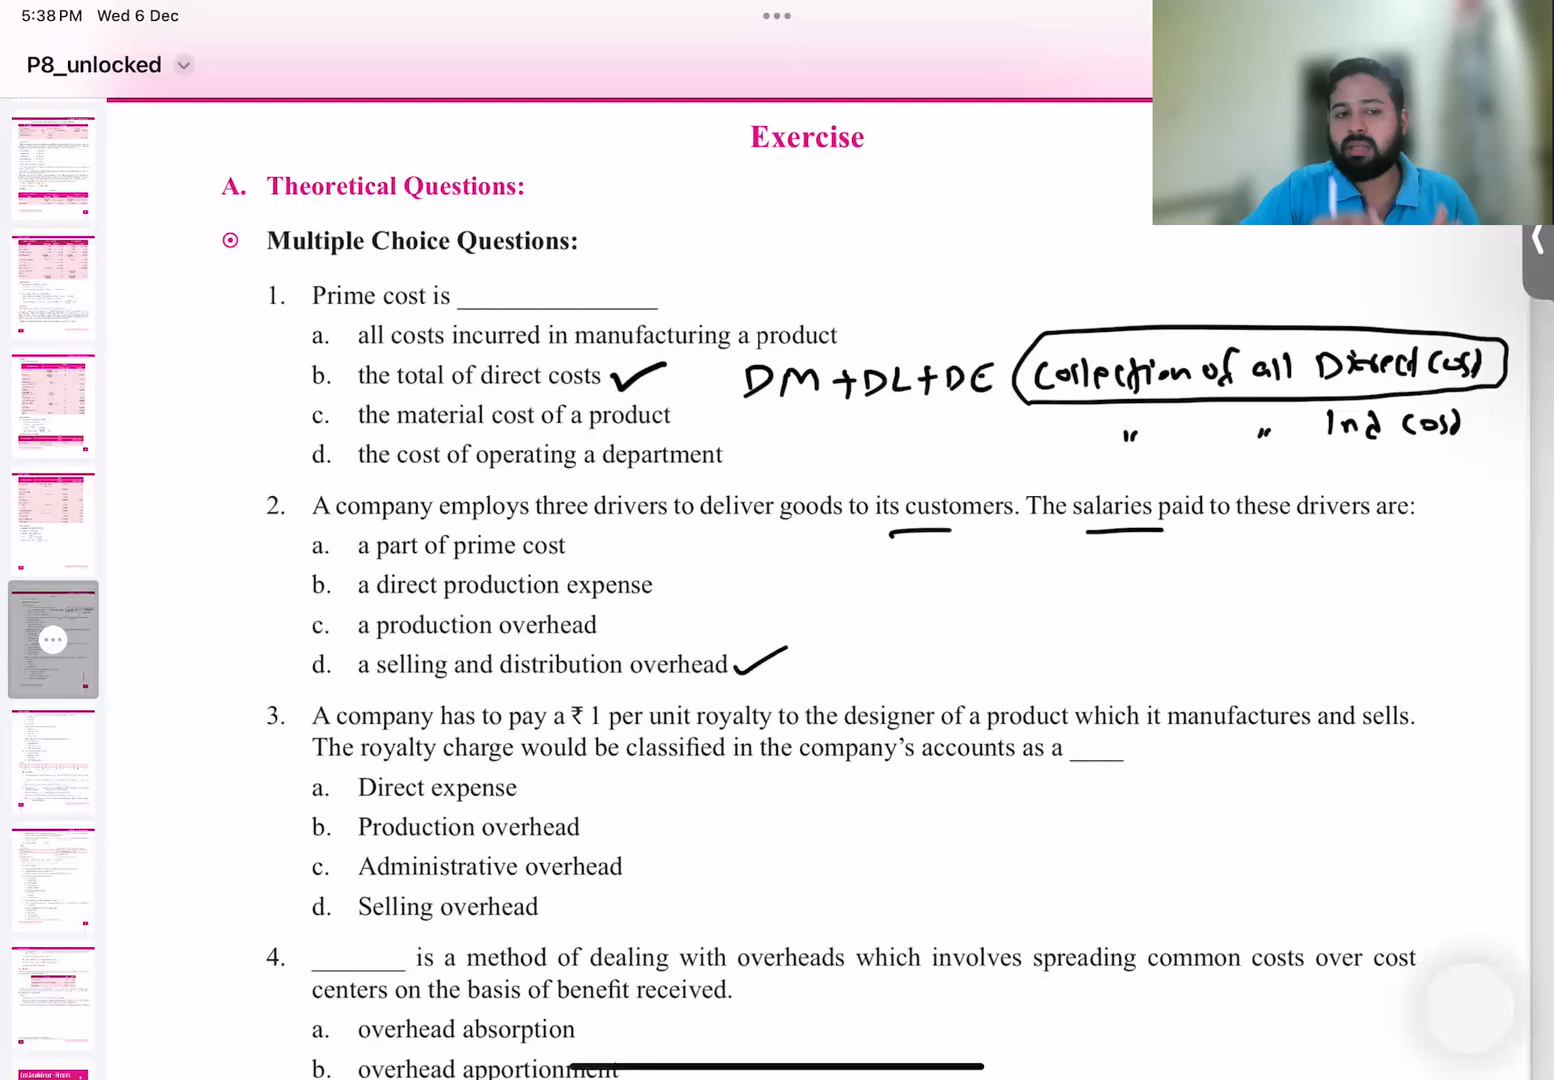 5:38 PM Wed 6 Dec
P8_unlocked
Exercise
A. Theoretical Questions:
Multiple Choice Questions:
1. Prime cost is ____________________
a. all costs incurred in manufacturing a product
b. the total of direct costs
DM + DL + DE (Collection of all Direct cost)
c. the material cost of a product
" " Ind cost
d. the cost of operating a department
2. A company employs three drivers to deliver goods to its customers. The salaries paid to these drivers are:
a. a part of prime cost
b. a direct production expense
c. a production overhead
d. a selling and distribution overhead
3. A company has to pay a ₹ 1 per unit royalty to the designer of a product which it manufactures and sells.
The royalty charge would be classified in the company's accounts as a _____
a. Direct expense
b. Production overhead
c. Administrative overhead
d. Selling overhead
4. _________ is a method of dealing with overheads which involves spreading common costs over cost
centers on the basis of benefit received.
a. overhead absorption
b. overhead apportionment